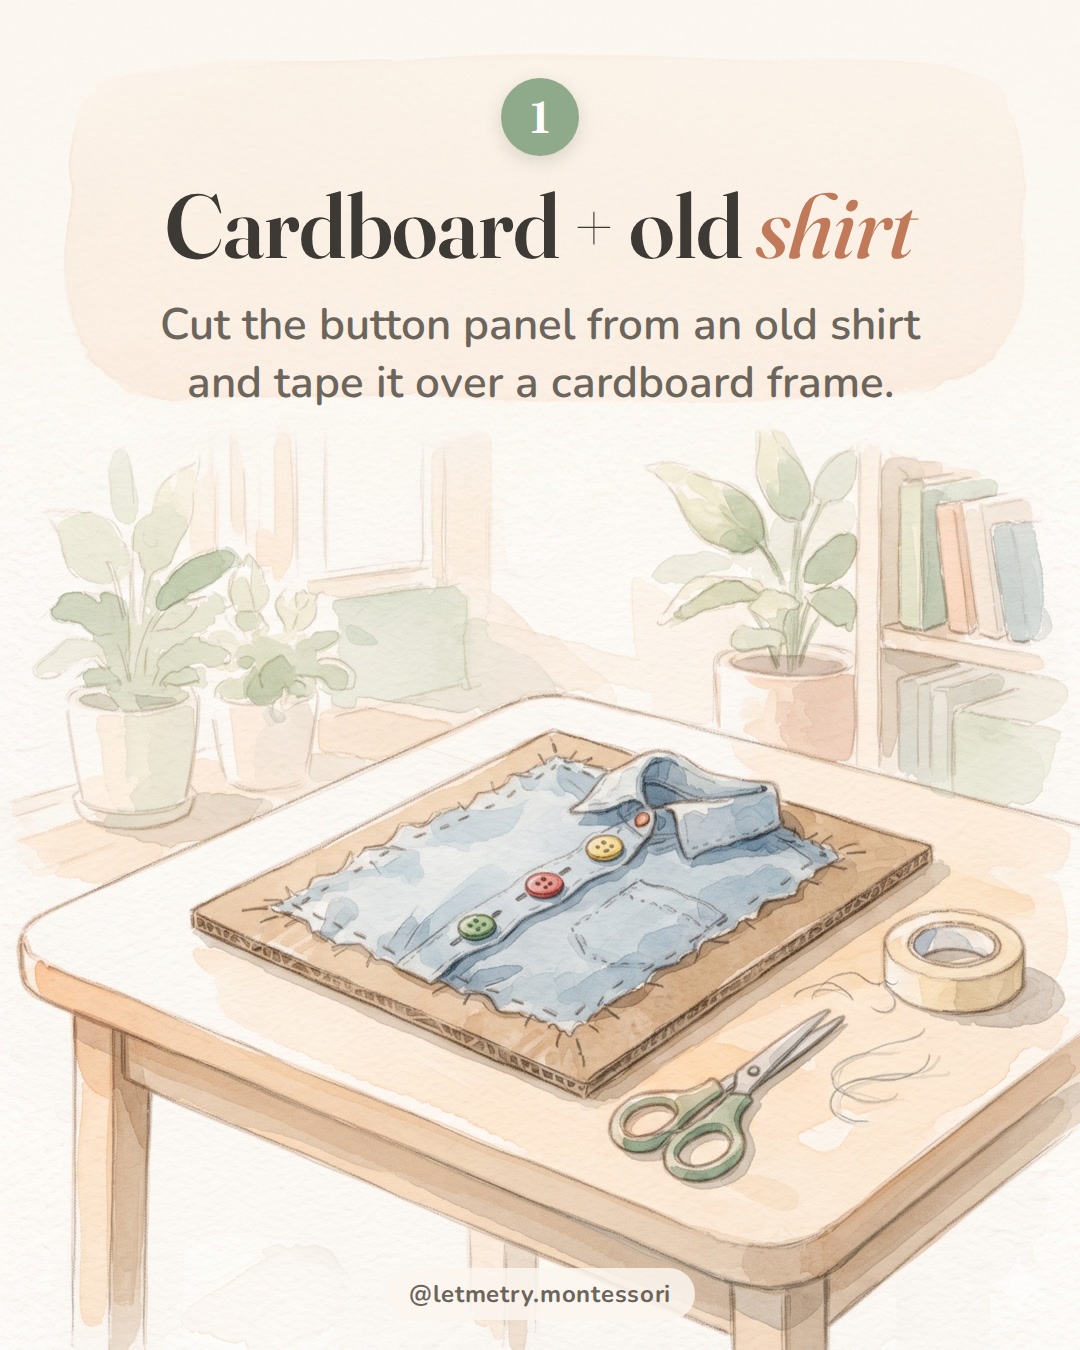 1
Cardboard + old shirt
Cut the button panel from an old shirt
and tape it over a cardboard frame.
@letmetry.montessori